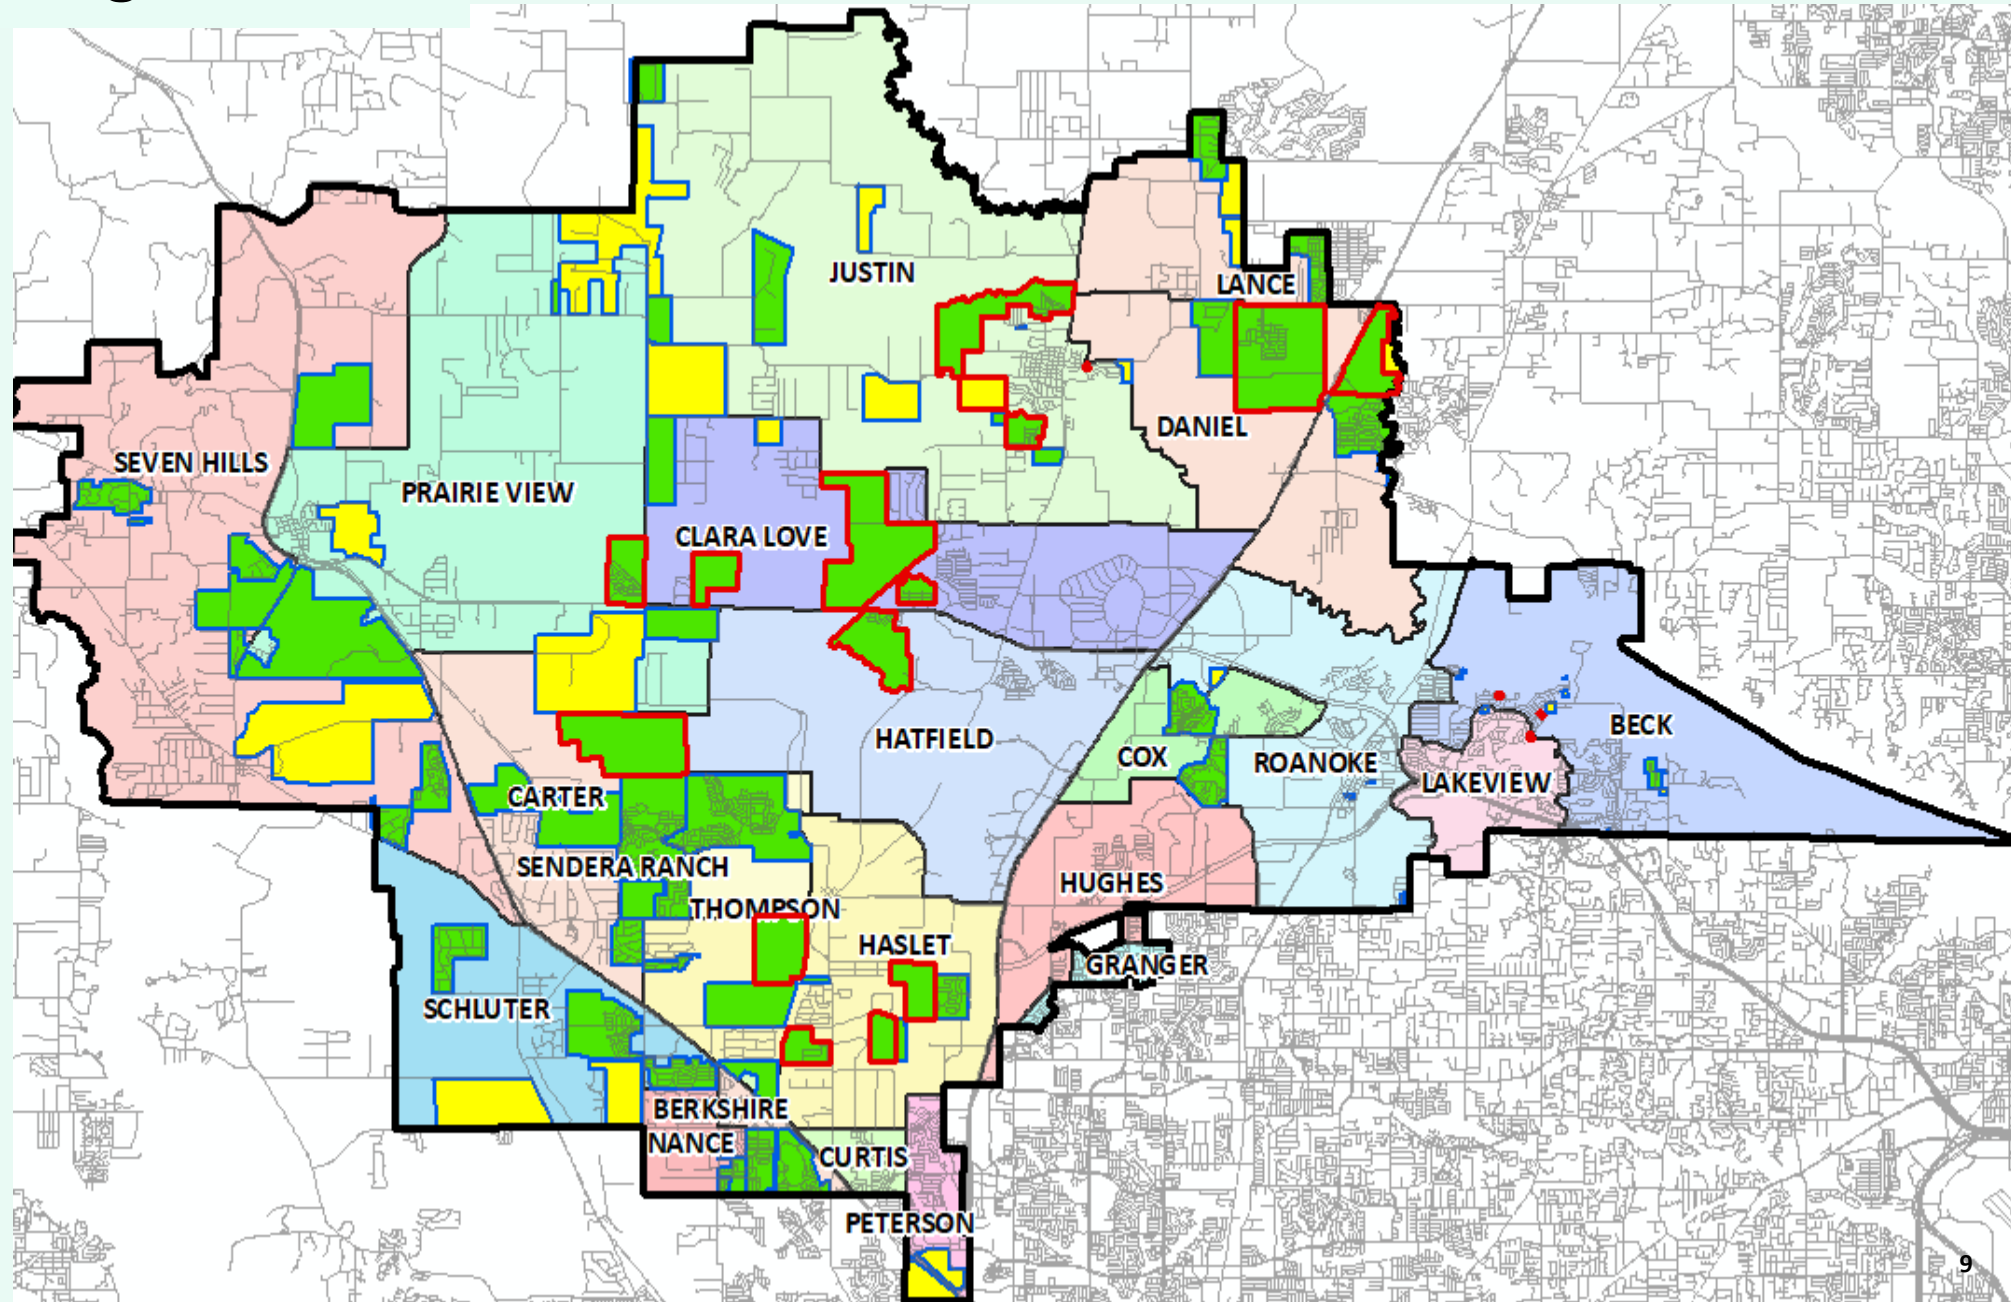 JUSTIN
LANCE
DANIEL
SEVEN HILLS
PRAIRIE VIEW
CLARA LOVE
HATFIELD
BECK
COX
ROANOKE
LAKEVIEW
CARTER
SENDERA RANCH
HUGHES
THOMPSON
HASLET
GRANGER
SCHLUTER
BERKSHIRE
NANCE
CURTIS
PETERSON
9